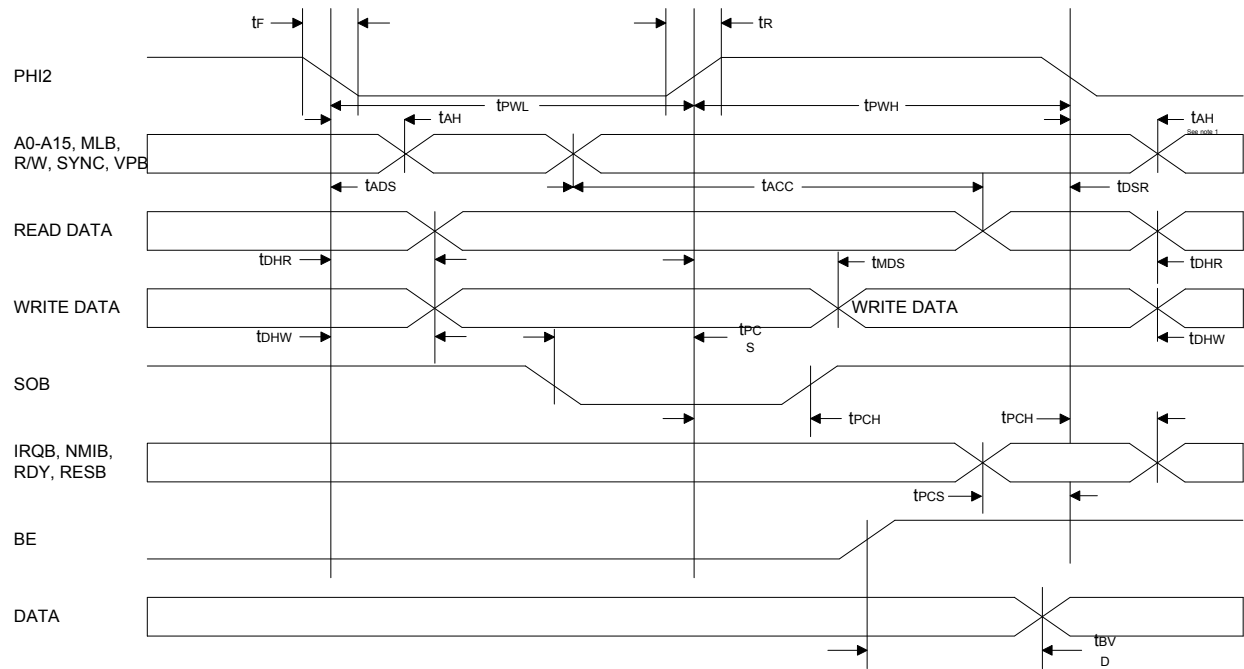 tF
tR
PHI2
tPWL
tPWH
tAH
tAH
See note 1
A0-A15, MLB,
R/W, SYNC, VPB
tADS
tACC
tDSR
READ DATA
tDHR
tMDS
tDHR
WRITE DATA
WRITE DATA
tDHW
tPC
S
tDHW
SOB
tPCH
tPCH
IRQB, NMIB,
RDY, RESB
tPCS
BE
DATA
tBV
D